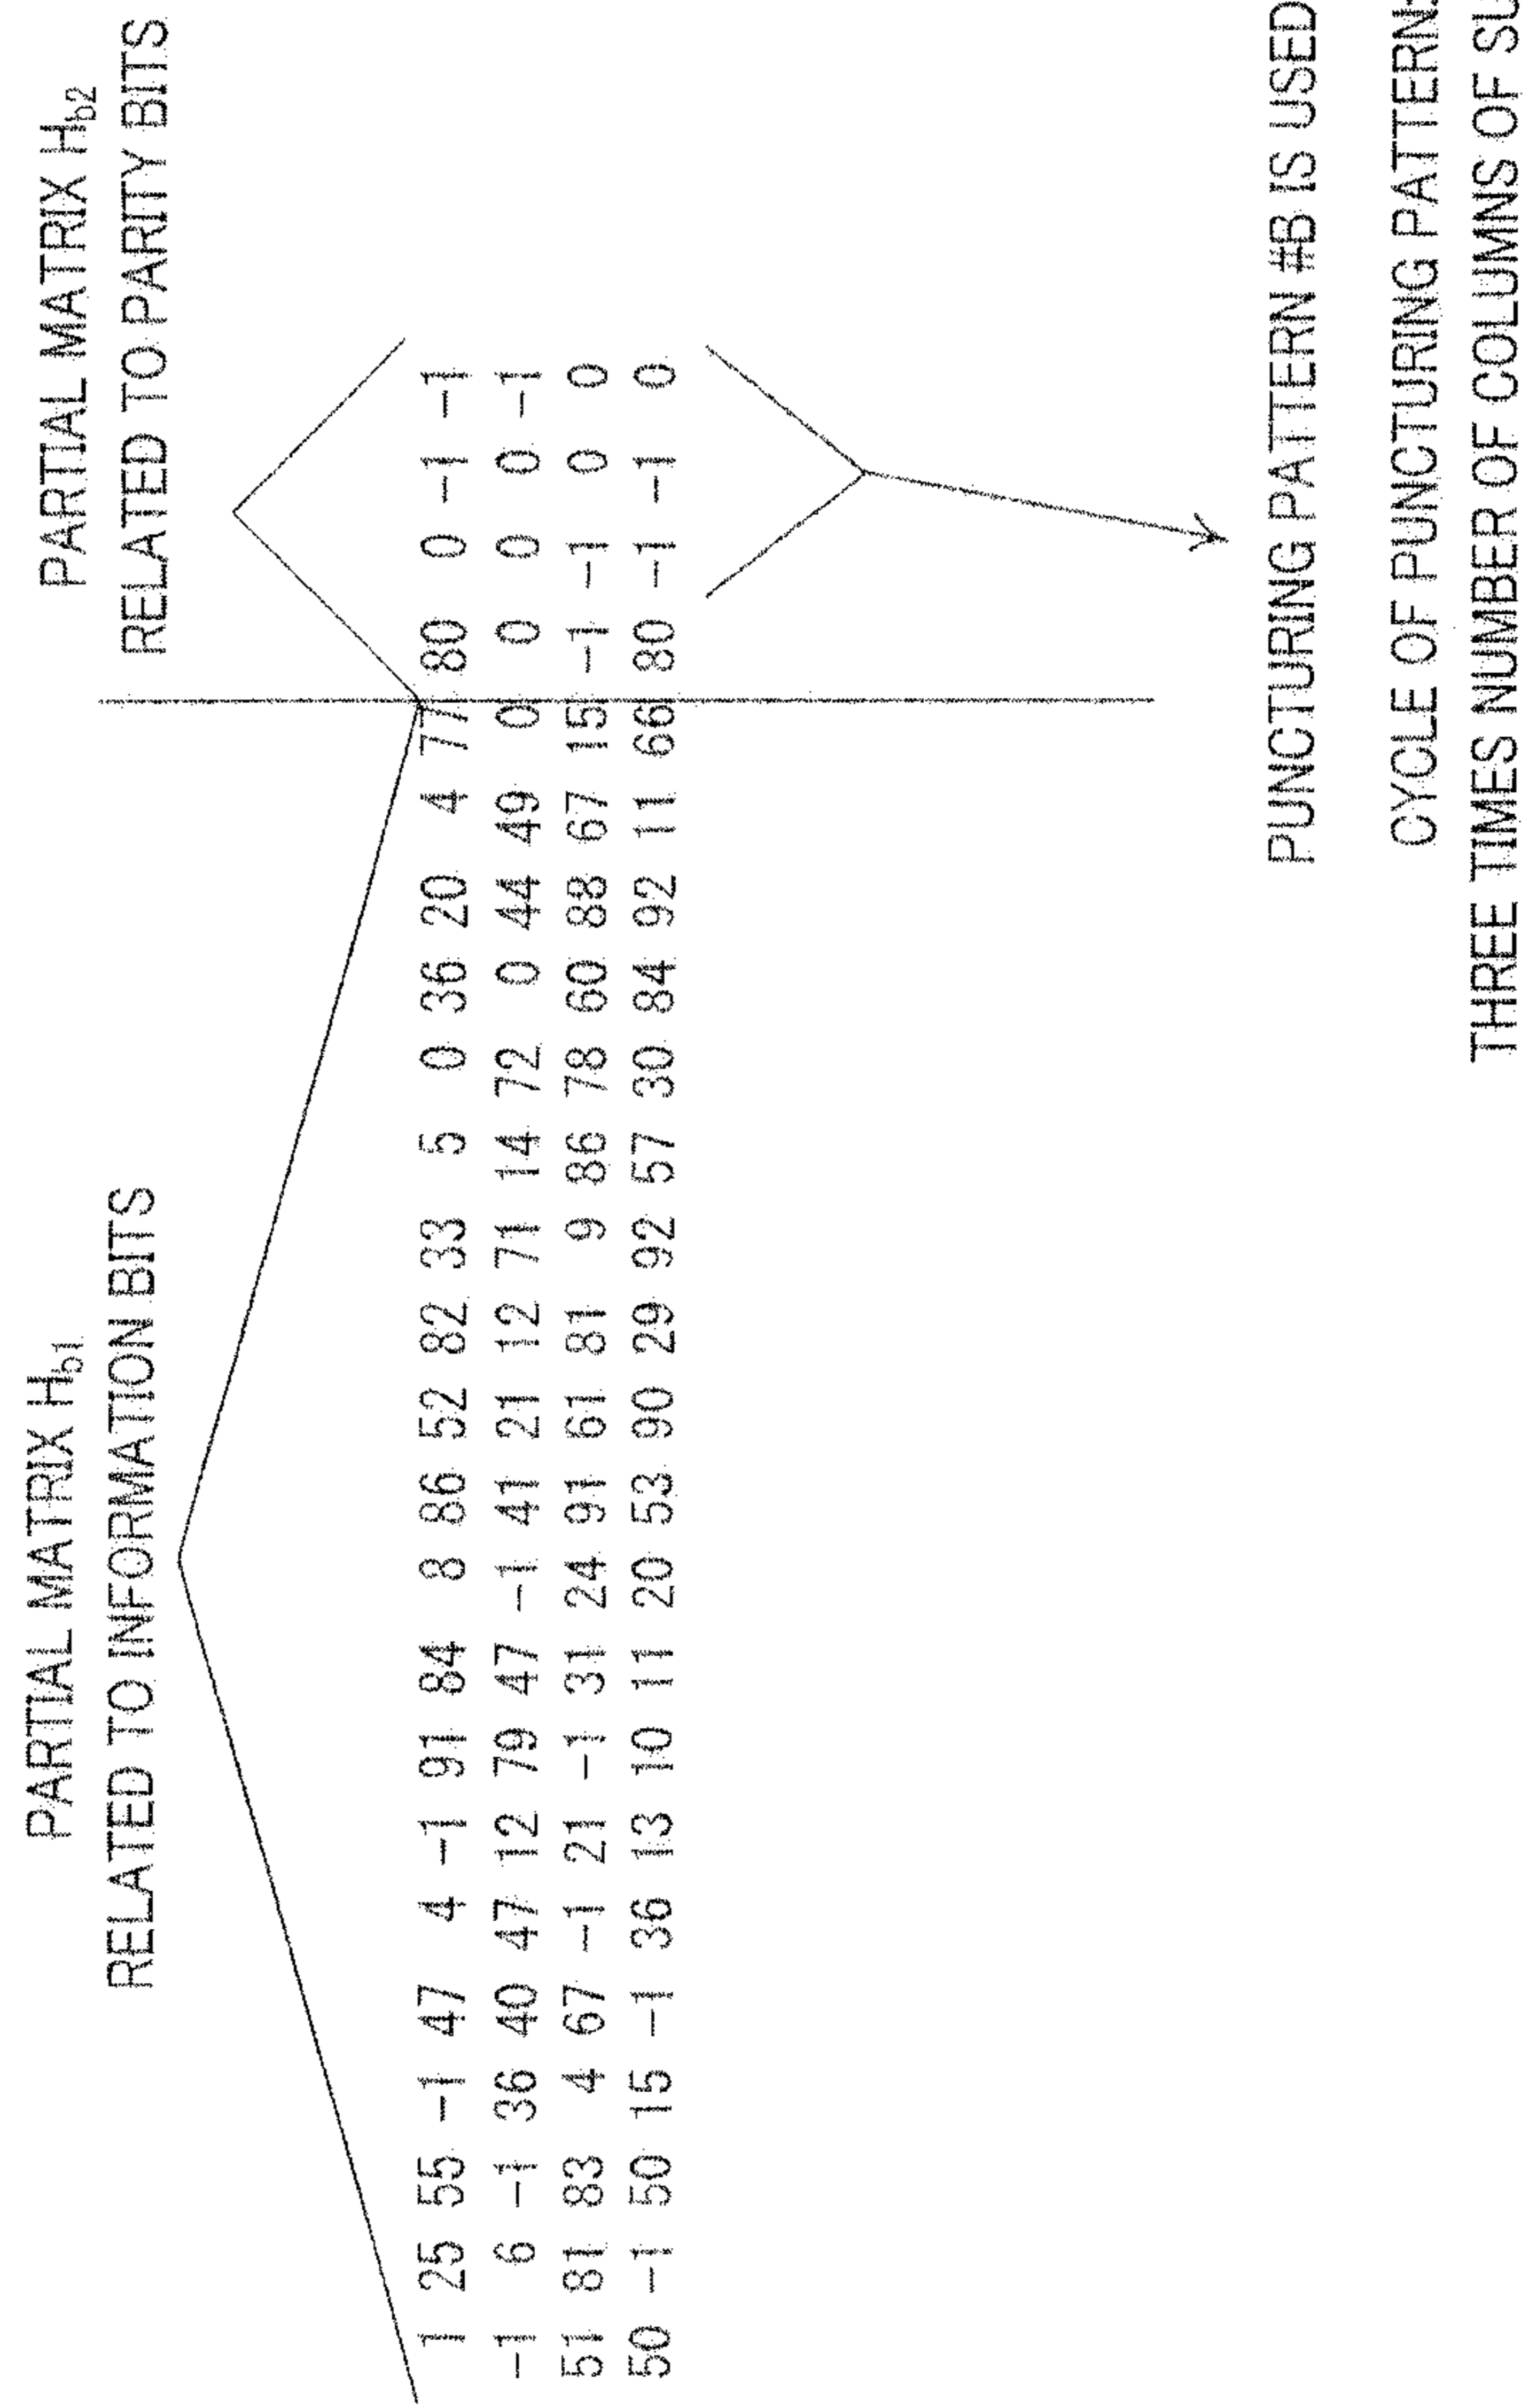 PARTIAL MATRIX Hb1
RELATED TO INFORMATION BITS
PARTIAL MATRIX Hb2
RELATED TO PARITY BITS
1 25 55 -1 47 4 -1 91 84 8 86 52 82 33 5 0 36 20 4 77 80 0 -1 -1
-1 6 -1 36 40 47 12 79 47 -1 41 21 12 71 14 72 0 44 49 0 0 0 0 -1
51 81 83 4 67 -1 21 -1 31 24 91 61 81 9 86 78 60 88 67 15 -1 -1 0 0
50 -1 50 15 -1 36 13 10 11 20 53 90 29 92 57 30 84 92 11 66 80 -1 -1 0
PUNCTURING PATTERN #B IS USED
CYCLE OF PUNCTURING PATTERN:
THREE TIMES NUMBER OF COLUMNS OF